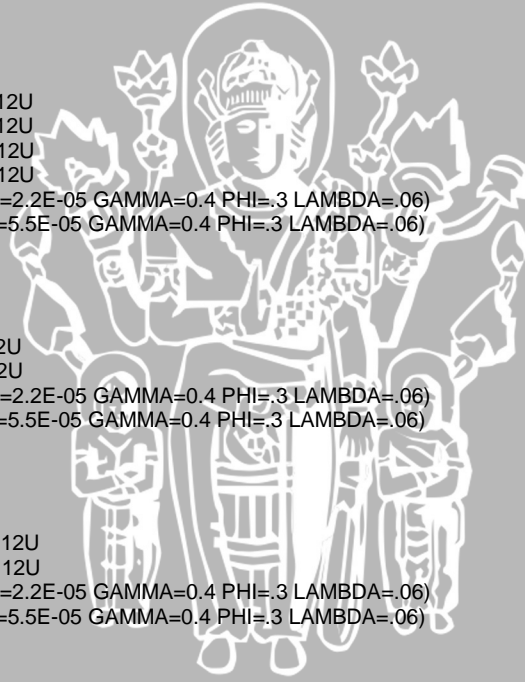 12U
12U
12U
12U
=2.2E-05 GAMMA=0.4 PHI=.3 LAMBDA=.06)
=5.5E-05 GAMMA=0.4 PHI=.3 LAMBDA=.06)
2U
2U
=2.2E-05 GAMMA=0.4 PHI=.3 LAMBDA=.06)
=5.5E-05 GAMMA=0.4 PHI=.3 LAMBDA=.06)
12U
12U
=2.2E-05 GAMMA=0.4 PHI=.3 LAMBDA=.06)
=5.5E-05 GAMMA=0.4 PHI=.3 LAMBDA=.06)